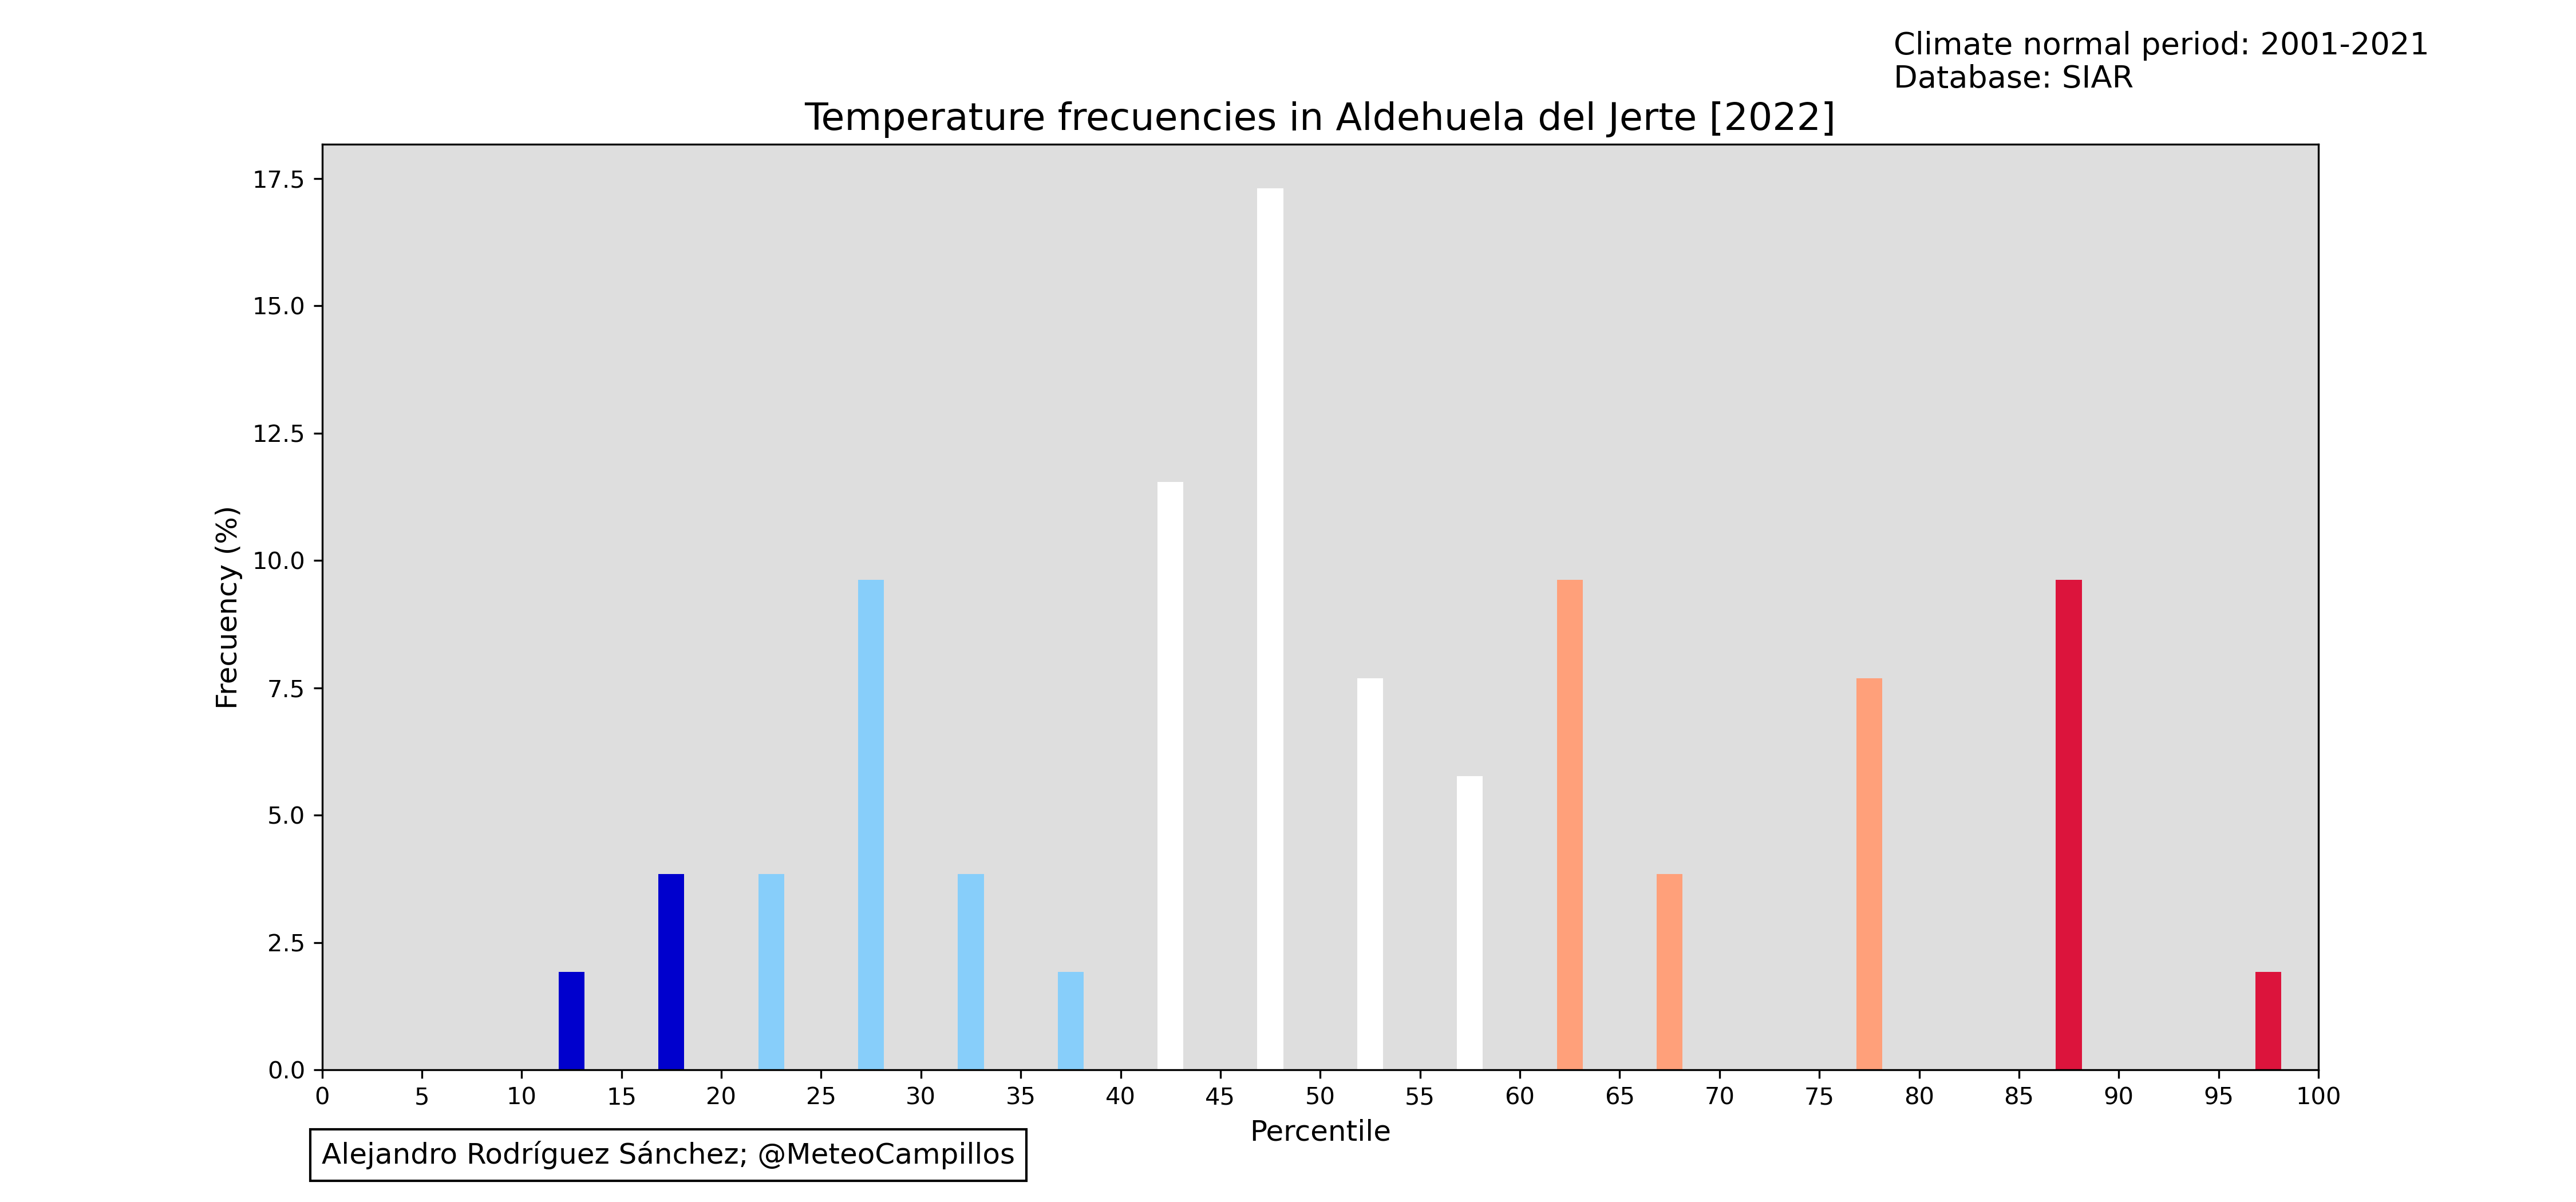 Climate normal period: 2001-2021
Database: SIAR
Temperature frecuencies in Aldehuela del Jerte [2022]
17.5
15.0
12.5
10.0
7.5
5.0
2.5
0.0
Frecuency (%)
0 5 10 15 20 25 30 35 40 45 50 55 60 65 70 75 80 85 90 95 100
Percentile
Alejandro Rodríguez Sánchez; @MeteoCampillos